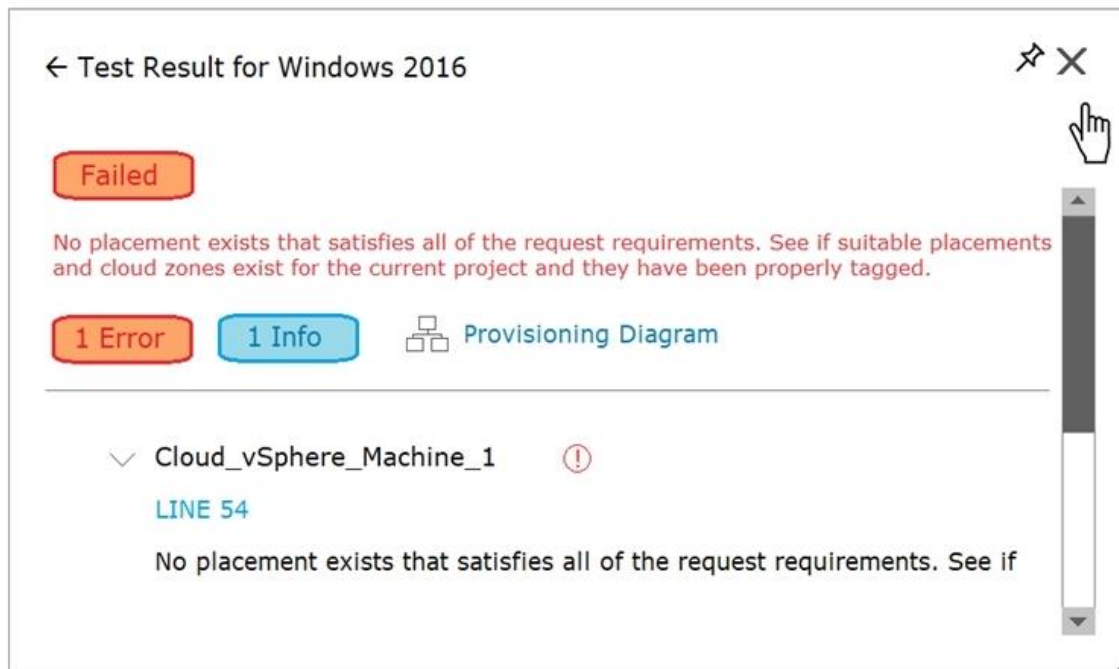 ← Test Result for Windows 2016
Failed
No placement exists that satisfies all of the request requirements. See if suitable placements
and cloud zones exist for the current project and they have been properly tagged.
1 Error 1 Info Provisioning Diagram
Cloud_vSphere_Machine_1
LINE 54
No placement exists that satisfies all of the request requirements. See if